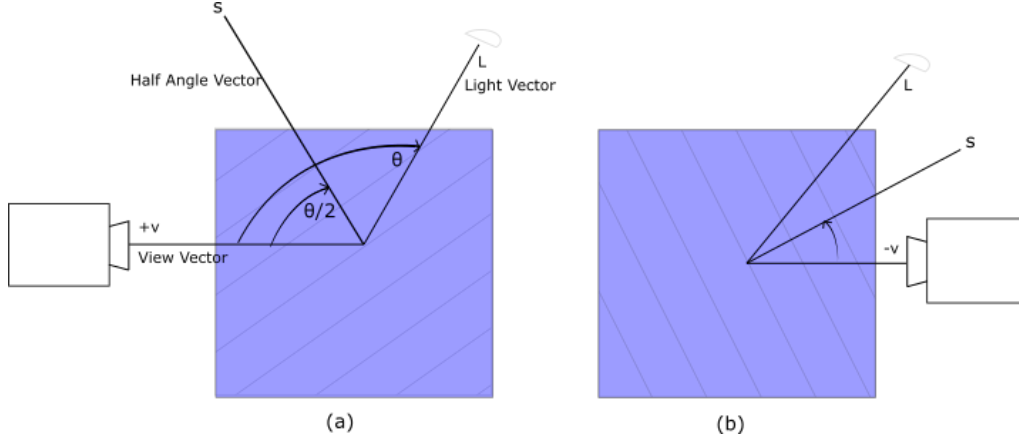 s
L
Half Angle Vector
Light Vector
θ
θ/2
+v
View Vector
(a)
L
s
-v
(b)